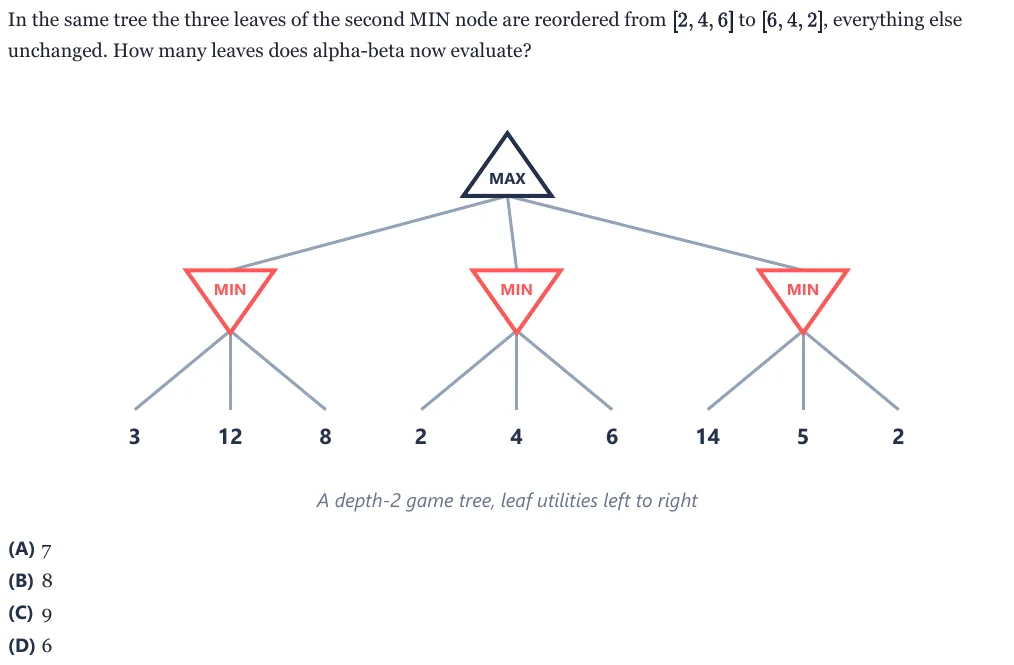 In the same tree the three leaves of the second MIN node are reordered from [2, 4, 6] to [6, 4, 2], everything else
unchanged. How many leaves does alpha-beta now evaluate?
MAX
MIN MIN MIN
3 12 8 2 4 6 14 5 2
A depth-2 game tree, leaf utilities left to right
(A) 7
(B) 8
(C) 9
(D) 6